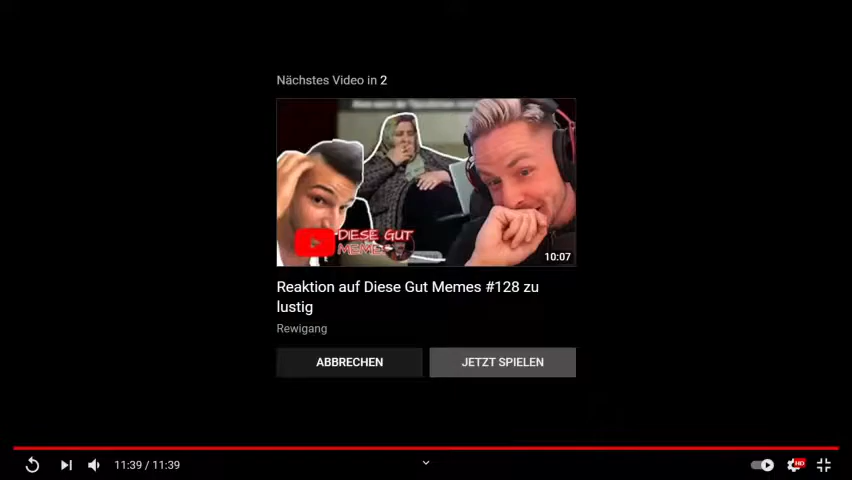 Nächstes Video in 2
DIESE GUT
MEMES
10:07
Reaktion auf Diese Gut Memes #128 zu
lustig
Rewigang
ABBRECHEN
JETZT SPIELEN
11:39 / 11:39
HD